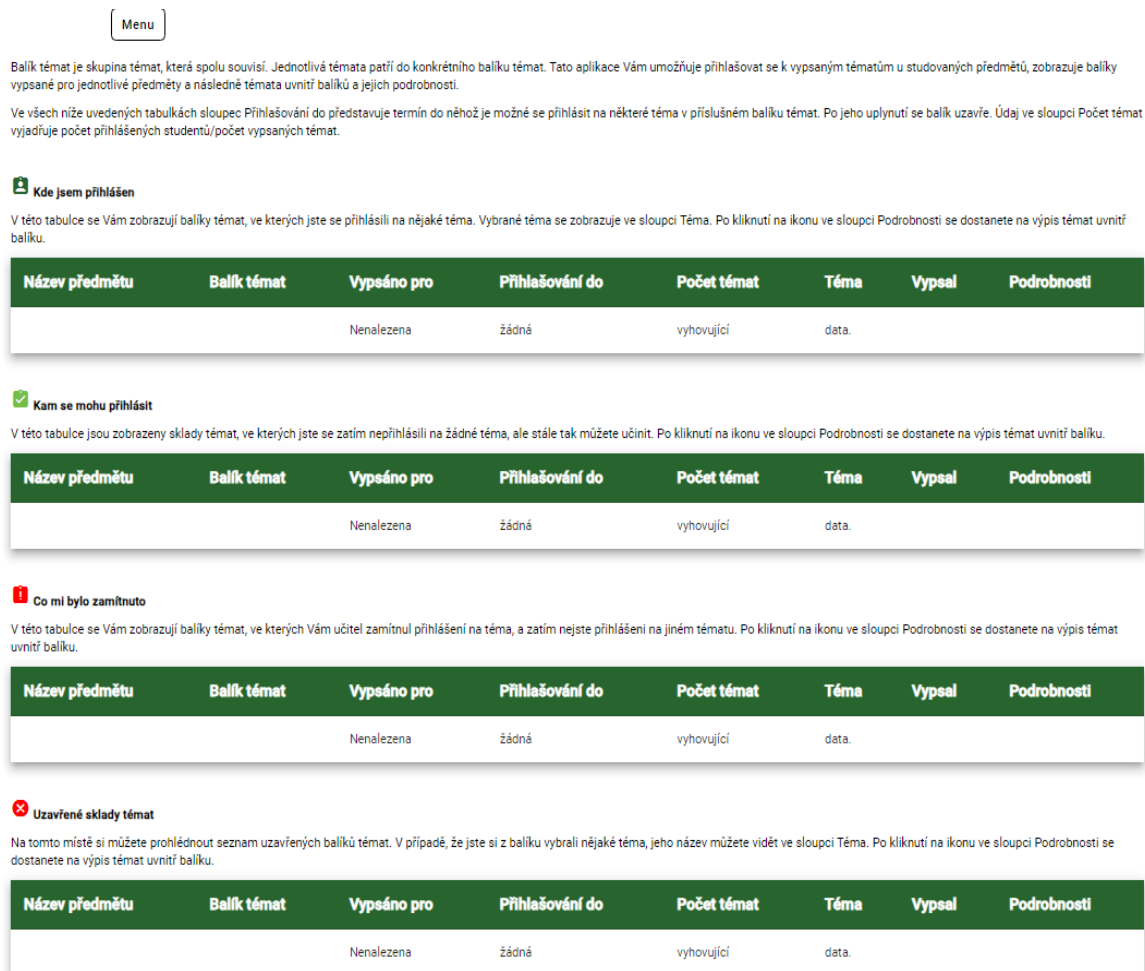 Menu
Balík témat je skupina témat, která spolu souvisí. Jednotlivá témata patří do konkrétního balíku témat. Tato aplikace Vám umožňuje přihlašovat se k vypsaným tématům u studovaných předmětů, zobrazuje balíky
vypsané pro jednotlivé předměty a následně témata uvnitř balíků a jejich podrobnosti.
Ve všech níže uvedených tabulkách sloupec Přihlašování do představuje termín do něhož je možné se přihlásit na některé téma v příslušném balíku témat. Po jeho uplynutí se balík uzavře. Údaj ve sloupci Počet témat
vyjadřuje počet přihlášených studentů/počet vypsaných témat.
Kde jsem přihlášen
V této tabulce se Vám zobrazují balíky témat, ve kterých jste se přihlásili na nějaké téma. Vybrané téma se zobrazuje ve sloupci Téma. Po kliknutí na ikonu ve sloupci Podrobnosti se dostanete na výpis témat uvnitř
balíku.
Název předmětu Balík témat Vypsáno pro Přihlašování do Počet témat Téma Vypsal Podrobnosti
Nenalezena žádná vyhovující data.
Kam se mohu přihlásit
V této tabulce jsou zobrazeny sklady témat, ve kterých jste se zatím nepřihlásili na žádné téma, ale stále tak můžete učinit. Po kliknutí na ikonu ve sloupci Podrobnosti se dostanete na výpis témat uvnitř balíku.
Název předmětu Balík témat Vypsáno pro Přihlašování do Počet témat Téma Vypsal Podrobnosti
Nenalezena žádná vyhovující data.
Co mi bylo zamítnuto
V této tabulce se Vám zobrazují balíky témat, ve kterých Vám učitel zamítnul přihlášení na téma, a zatím nejste přihlášeni na jiném tématu. Po kliknutí na ikonu ve sloupci Podrobnosti se dostanete na výpis témat
uvnitř balíku.
Název předmětu Balík témat Vypsáno pro Přihlašování do Počet témat Téma Vypsal Podrobnosti
Nenalezena žádná vyhovující data.
Uzavřené sklady témat
Na tomto místě si můžete prohlédnout seznam uzavřených balíků témat. V případě, že jste si z balíku vybrali nějaké téma, jeho název můžete vidět ve sloupci Téma. Po kliknutí na ikonu ve sloupci Podrobnosti se
dostanete na výpis témat uvnitř balíku.
Název předmětu Balík témat Vypsáno pro Přihlašování do Počet témat Téma Vypsal Podrobnosti
Nenalezena žádná vyhovující data.